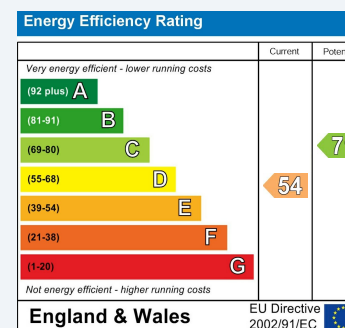 Energy Efficiency Rating
Current
Very energy efficient - lower running costs
(92 plus) A
(81-91) B
(69-80) C
(55-68) D
(39-54) E
(21-38) F
(1-20) G
54
Not energy efficient - higher running costs
England & Wales
EU Directive
2002/91/EC